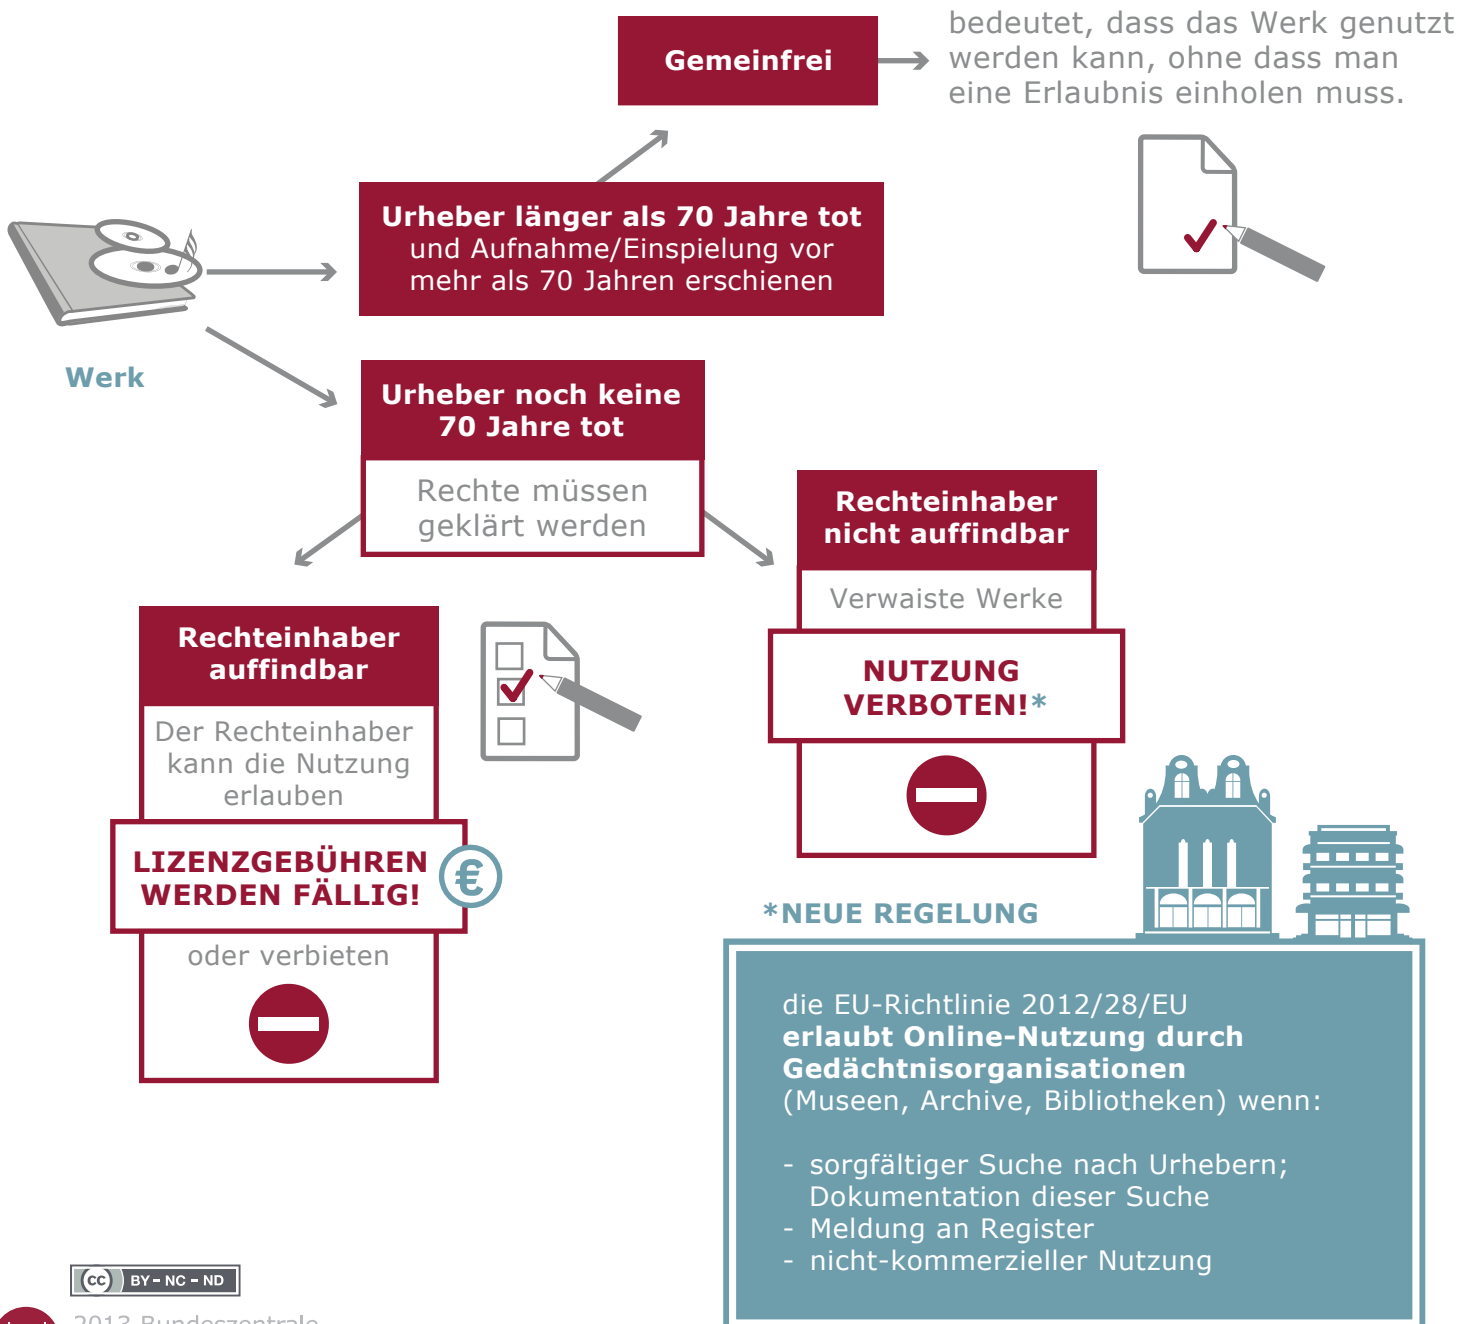 Gemeinfrei
bedeutet, dass das Werk genutzt
werden kann, ohne dass man
eine Erlaubnis einholen muss.
Urheber länger als 70 Jahre tot
und Aufnahme/Einspielung vor
mehr als 70 Jahren erschienen
Werk
Urheber noch keine
70 Jahre tot
Rechte müssen
geklärt werden
Rechteinhaber
auffindbar
Der Rechteinhaber
kann die Nutzung
erlauben
LIZENZGEBÜHREN
WERDEN FÄLLIG!
€
oder verbieten
Rechteinhaber
nicht auffindbar
Verwaiste Werke
NUTZUNG
VERBOTEN!*
*NEUE REGELUNG
die EU-Richtlinie 2012/28/EU
erlaubt Online-Nutzung durch
Gedächtnisorganisationen
(Museen, Archive, Bibliotheken) wenn:
- sorgfältiger Suche nach Urhebern;
Dokumentation dieser Suche
- Meldung an Register
- nicht-kommerzieller Nutzung
cc BY - NC - ND
2013 Bundeszentrale